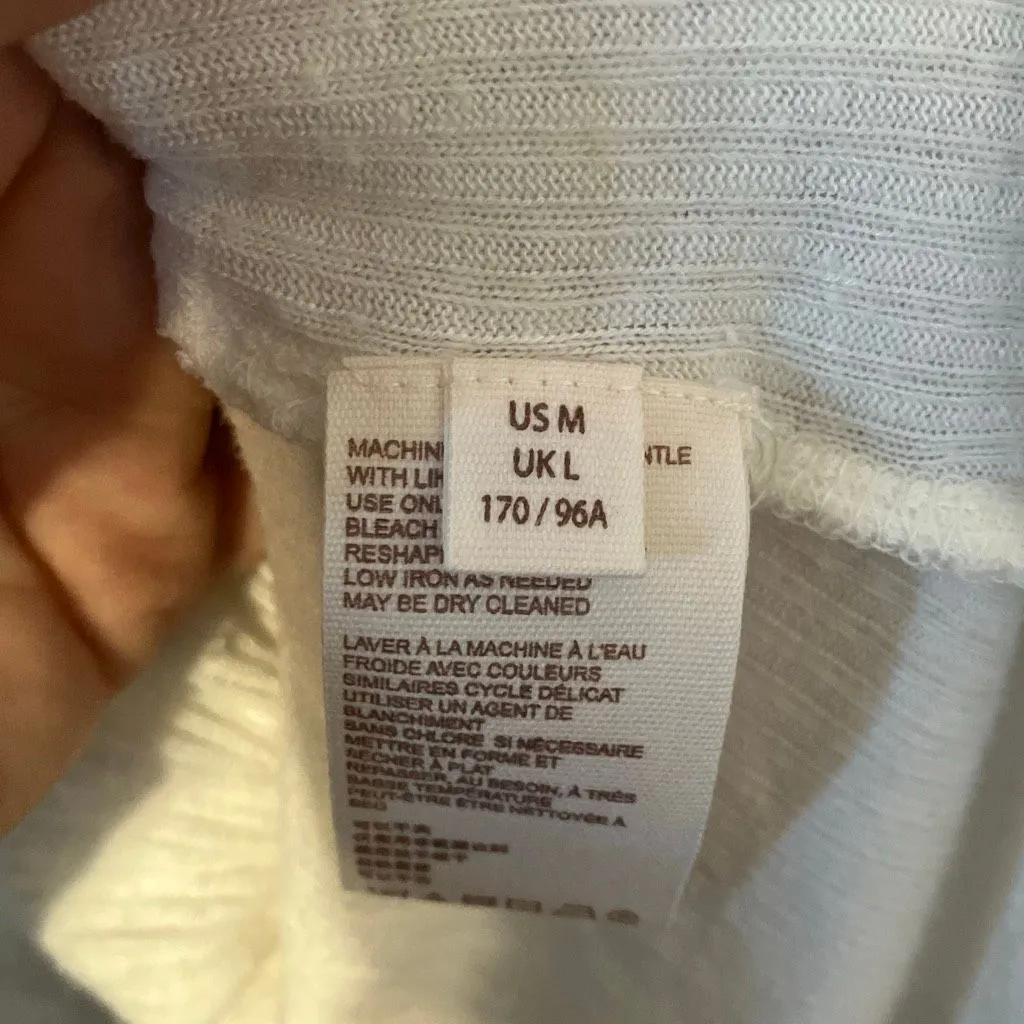 US M
UK L
170 / 96A
MACHIN
NTLE
WITH LIK
USE ONL
BLEACH
RESHAP
LOW IRON AS NEEDED
MAY BE DRY CLEANED
LAVER À LA MACHINE À L'EAU
FROIDE AVEC COULEURS
SIMILAIRES CYCLE DÉLICAT
UTILISER UN AGENT DE
BLANCHIMENT
SANS CHLORE SI NÉCESSAIRE
METTRE EN FORME ET
SÉCHER À PLAT
REPASSER, AU BESOIN, À TRÈS
BASSE TEMPÉRATURE
PEUT-ÊTRE ÊTRE NETTOYÉE A
SEC